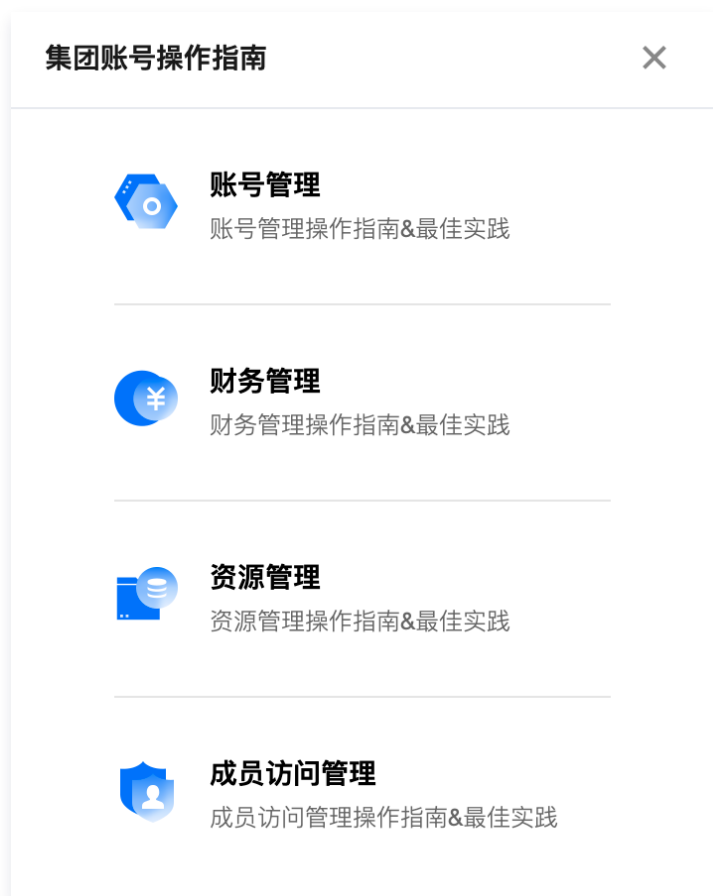 集团账号操作指南
账号管理
账号管理操作指南&最佳实践
财务管理
财务管理操作指南&最佳实践
资源管理
资源管理操作指南&最佳实践
成员访问管理
成员访问管理操作指南&最佳实践